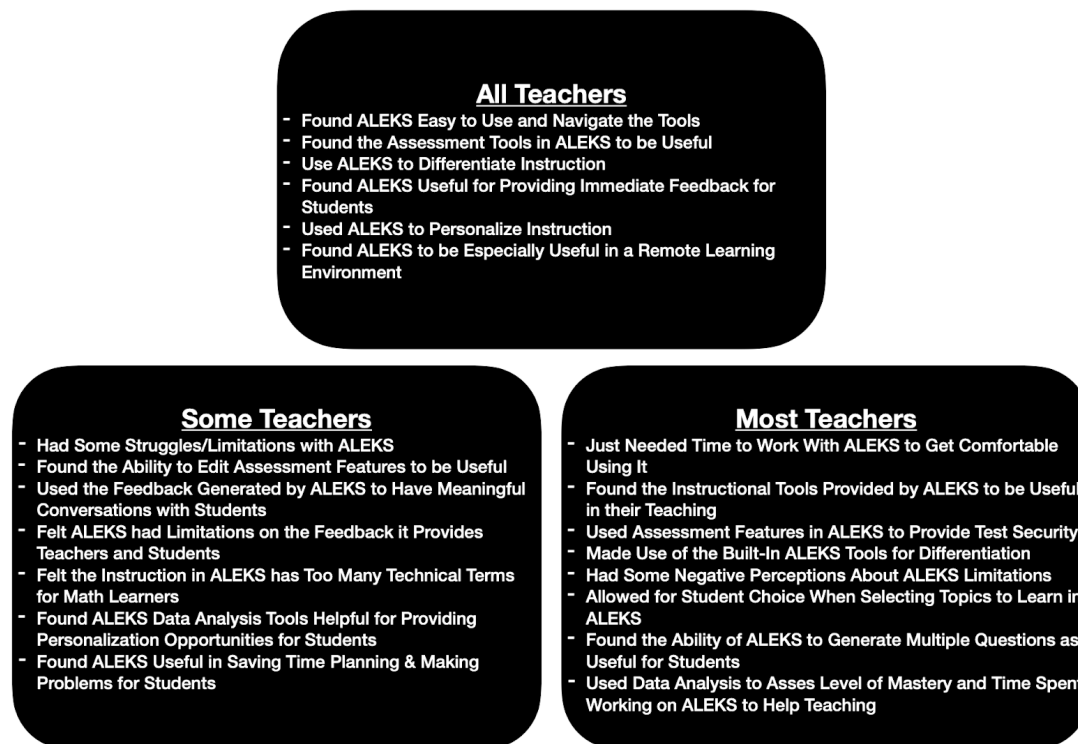 All Teachers
- Found ALEKS Easy to Use and Navigate the Tools
- Found the Assessment Tools in ALEKS to be Useful
- Use ALEKS to Differentiate Instruction
- Found ALEKS Useful for Providing Immediate Feedback for
Students
- Used ALEKS to Personalize Instruction
- Found ALEKS to be Especially Useful in a Remote Learning
Environment
Some Teachers
- Had Some Struggles/Limitations with ALEKS
- Found the Ability to Edit Assessment Features to be Useful
- Used the Feedback Generated by ALEKS to Have Meaningful
Conversations with Students
- Felt ALEKS had Limitations on the Feedback it Provides
Teachers and Students
- Felt the Instruction in ALEKS has Too Many Technical Terms
for Math Learners
- Found ALEKS Data Analysis Tools Helpful for Providing
Personalization Opportunities for Students
- Found ALEKS Useful in Saving Time Planning & Making
Problems for Students
Most Teachers
- Just Needed Time to Work With ALEKS to Get Comfortable
Using It
- Found the Instructional Tools Provided by ALEKS to be Useful
in their Teaching
- Used Assessment Features in ALEKS to Provide Test Security
- Made Use of the Built-In ALEKS Tools for Differentiation
- Had Some Negative Perceptions About ALEKS Limitations
- Allowed for Student Choice When Selecting Topics to Learn in
ALEKS
- Found the Ability of ALEKS to Generate Multiple Questions as
Useful for Students
- Used Data Analysis to Asses Level of Mastery and Time Spent
Working on ALEKS to Help Teaching